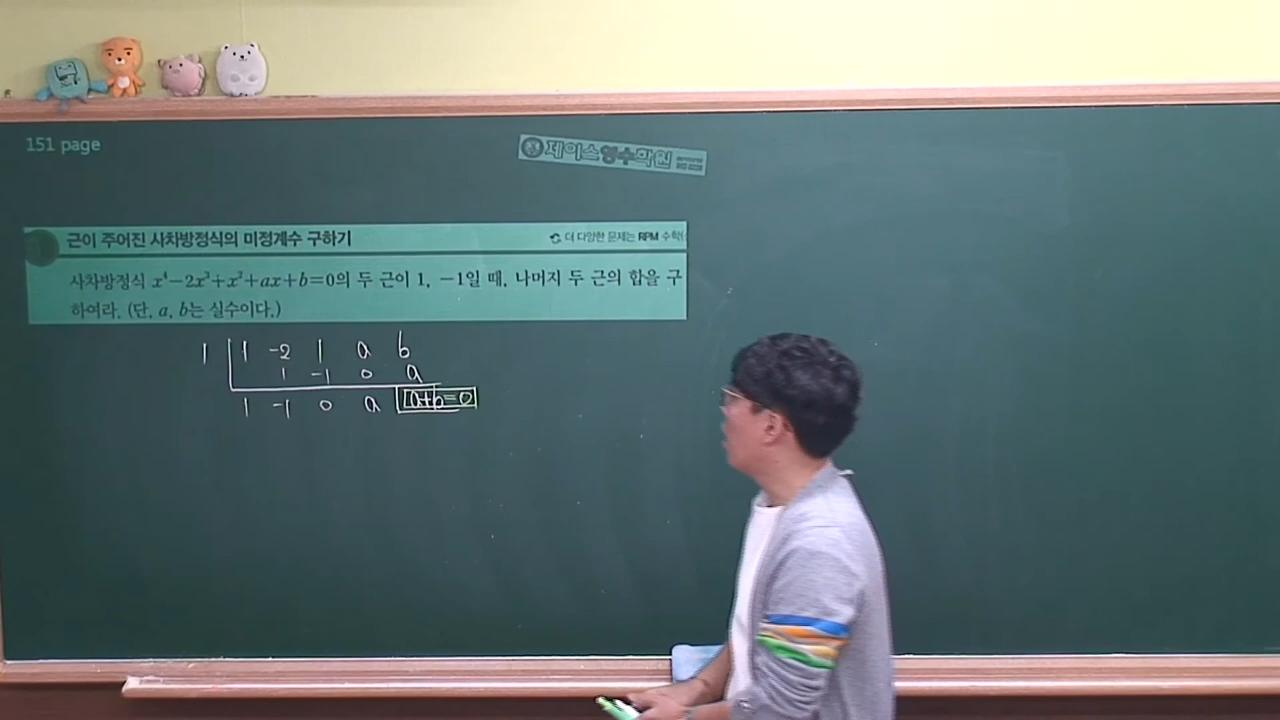 151 page
제이스영수학원
근이 주어진 사차방정식의 미정계수 구하기
더 다양한 문제는 RPM 수학
사차방정식 x⁴-2x³+x²+ax+b=0의 두 근이 1, -1일 때, 나머지 두 근의 합을 구
하여라. (단, a, b는 실수이다.)
1 | 1 -2 1 a b
1 -1 0 a
1 -1 0 a a+b=0